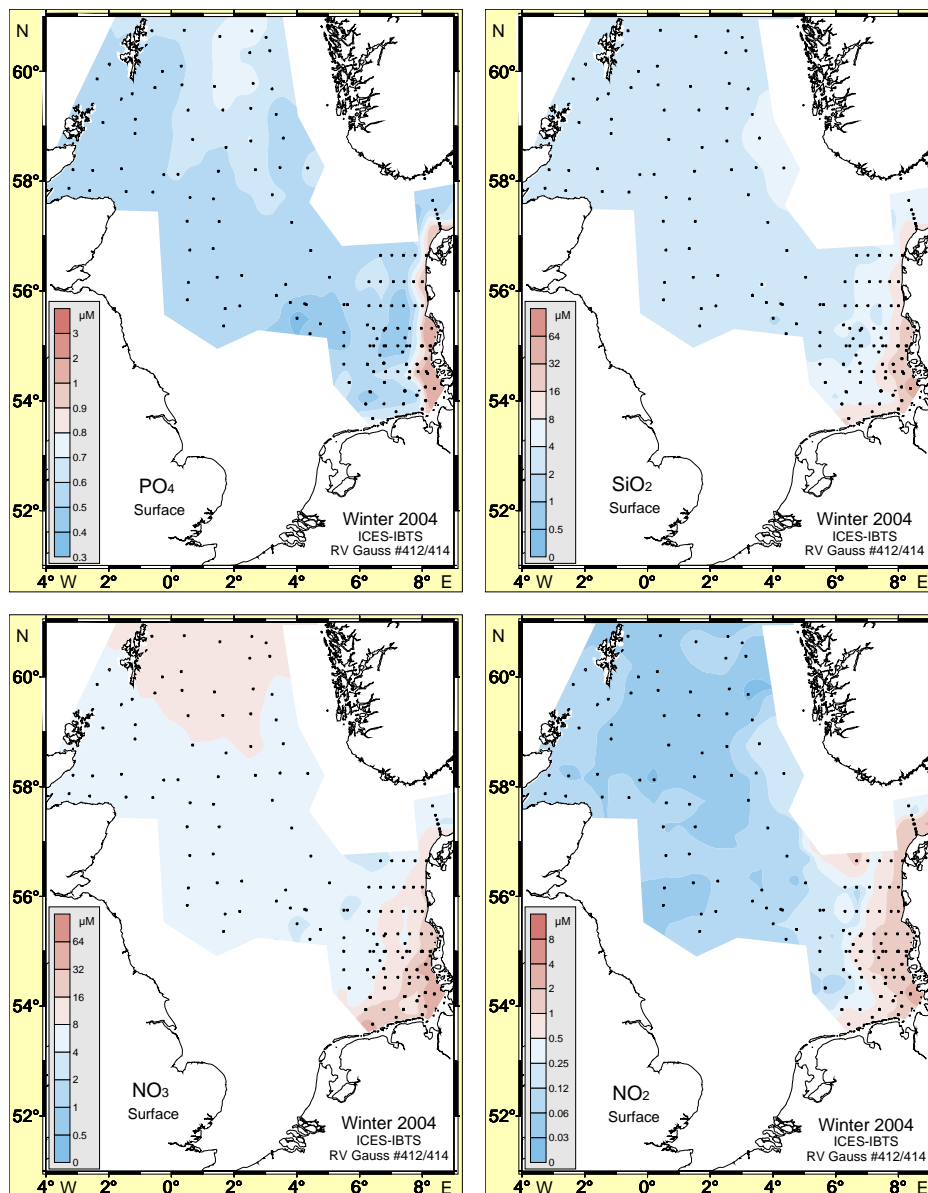 N
60°
58°
56°
54°
52°
µM
3
2
1
0.9
0.8
0.7
0.6
0.5
0.4
0.3
PO4
Surface
Winter 2004
ICES-IBTS
RV Gauss #412/414
4° W 0° 2° 4° 6° 8° E
N
60°
58°
56°
54°
52°
µM
64
32
16
8
4
2
1
0.5
0
SiO2
Surface
Winter 2004
ICES-IBTS
RV Gauss #412/414
4° W 0° 2° 4° 6° 8° E
N
60°
58°
56°
54°
52°
µM
64
32
16
8
4
2
1
0.5
0
NO3
Surface
Winter 2004
ICES-IBTS
RV Gauss #412/414
4° W 0° 2° 4° 6° 8° E
N
60°
58°
56°
54°
52°
µM
8
4
2
1
0.5
0.25
0.12
0.06
0.03
0
NO2
Surface
Winter 2004
ICES-IBTS
RV Gauss #412/414
4° W 0° 2° 4° 6° 8° E